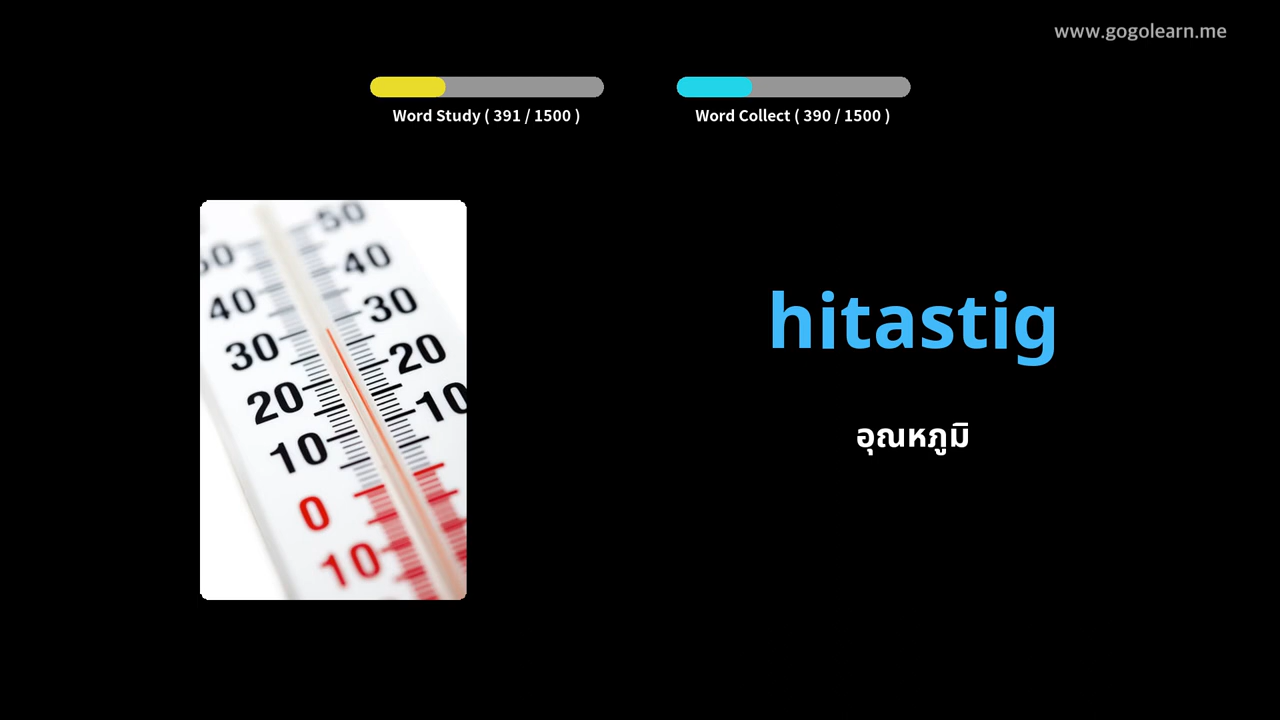 www.gogolearn.me
Word Study ( 391 / 1500 )
Word Collect ( 390 / 1500 )
50
40
30
20
10
40
30
20
10
0
10
hitastig
อุณหภูมิ